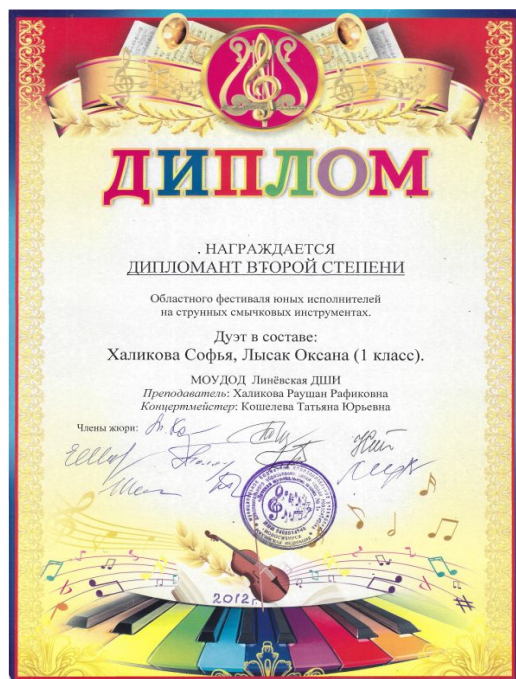 ДИПЛОМ
. НАГРАЖДАЕТСЯ
ДИПЛОМАНТ ВТОРОЙ СТЕПЕНИ
Областного фестиваля юных исполнителей
на струнных смычковых инструментах.
Дуэт в составе:
Халикова Софья, Лысак Оксана (1 класс).
МОУДОД Линёвская ДШИ
Преподаватель: Халикова Раушан Рафиковна
Концертмейстер: Кошелева Татьяна Юрьевна
Члены жюри:
2012г.